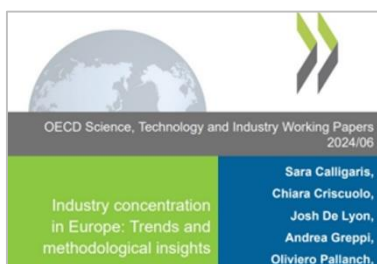 OECD Science, Technology and Industry Working Papers
2024/06
Industry concentration
in Europe: Trends and
methodological insights
Sara Calligaris,
Chiara Criscuolo,
Josh De Lyon,
Andrea Greppi,
Oliviero Pallanch,